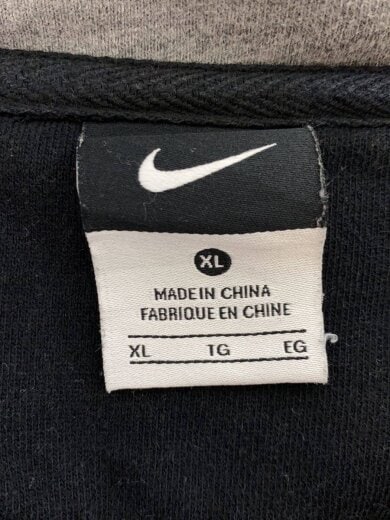 XL
MADE IN CHINA
FABRIQUE EN CHINE
XL TG EG